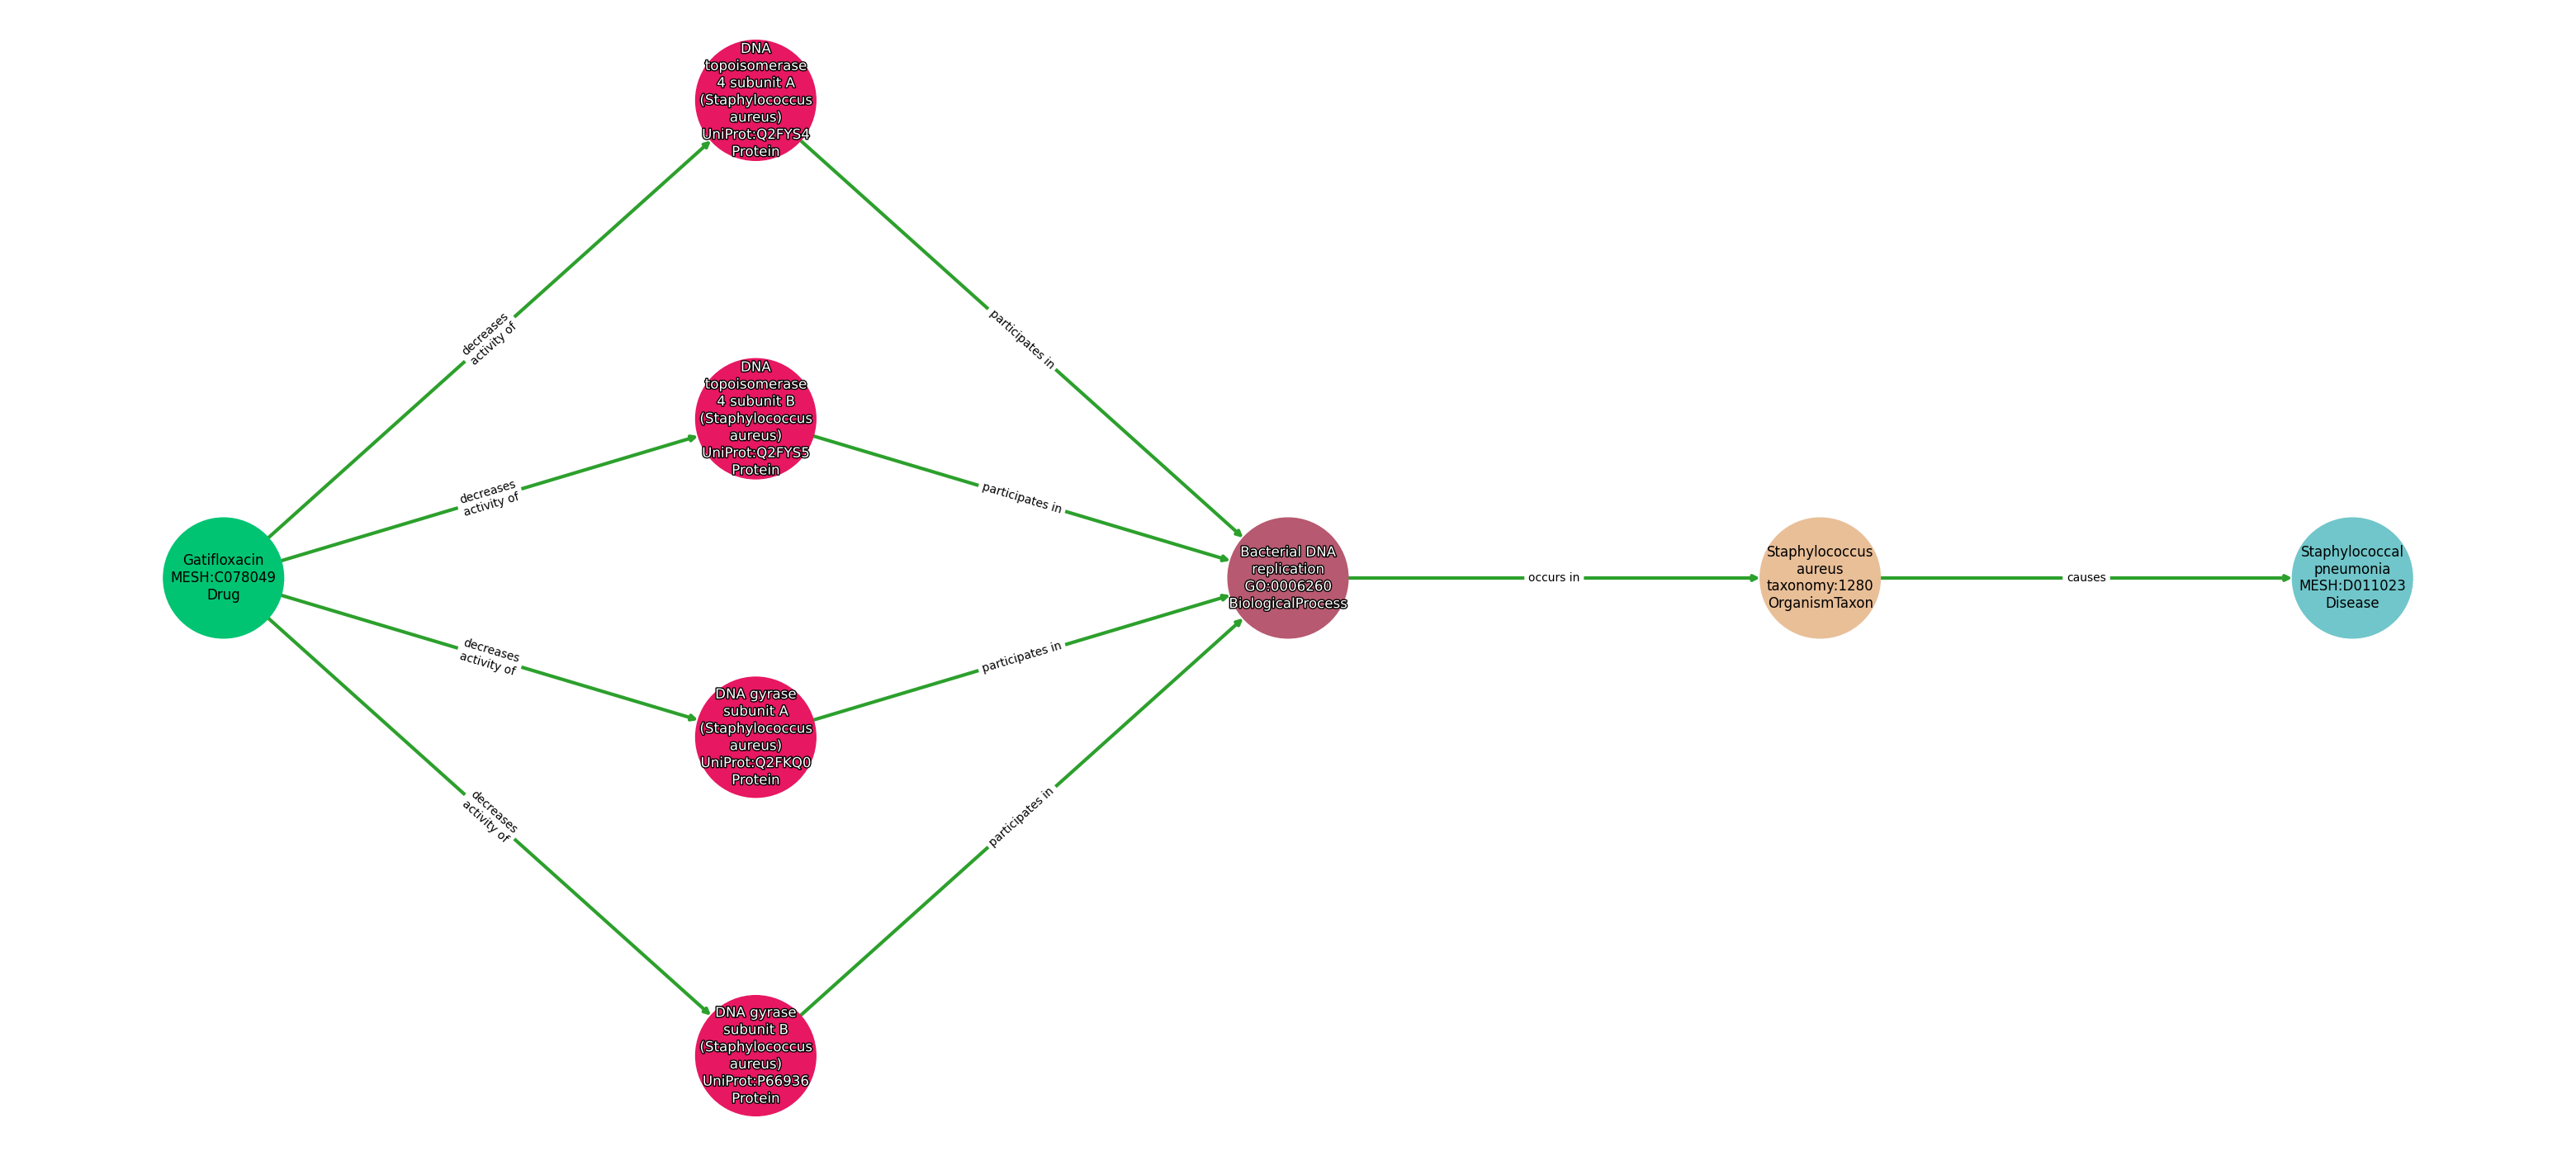 DNA
topoisomerase
4 subunit A
(Staphylococcus
aureus)
UniProt:Q2FYS4
Protein
decreases
activity of
participates in
DNA
topoisomerase
4 subunit B
(Staphylococcus
aureus)
UniProt:Q2FYS5
Protein
decreases
activity of
participates in
Gatifloxacin
MESH:C078049
Drug
Bacterial DNA
replication
GO:0006260
BiologicalProcess
occurs in
Staphylococcus
aureus
taxonomy:1280
OrganismTaxon
causes
Staphylococcal
pneumonia
MESH:D011023
Disease
decreases
activity of
participates in
DNA gyrase
subunit A
(Staphylococcus
aureus)
UniProt:Q2FKQ0
Protein
decreases
activity of
participates in
DNA gyrase
subunit B
(Staphylococcus
aureus)
UniProt:P66936
Protein